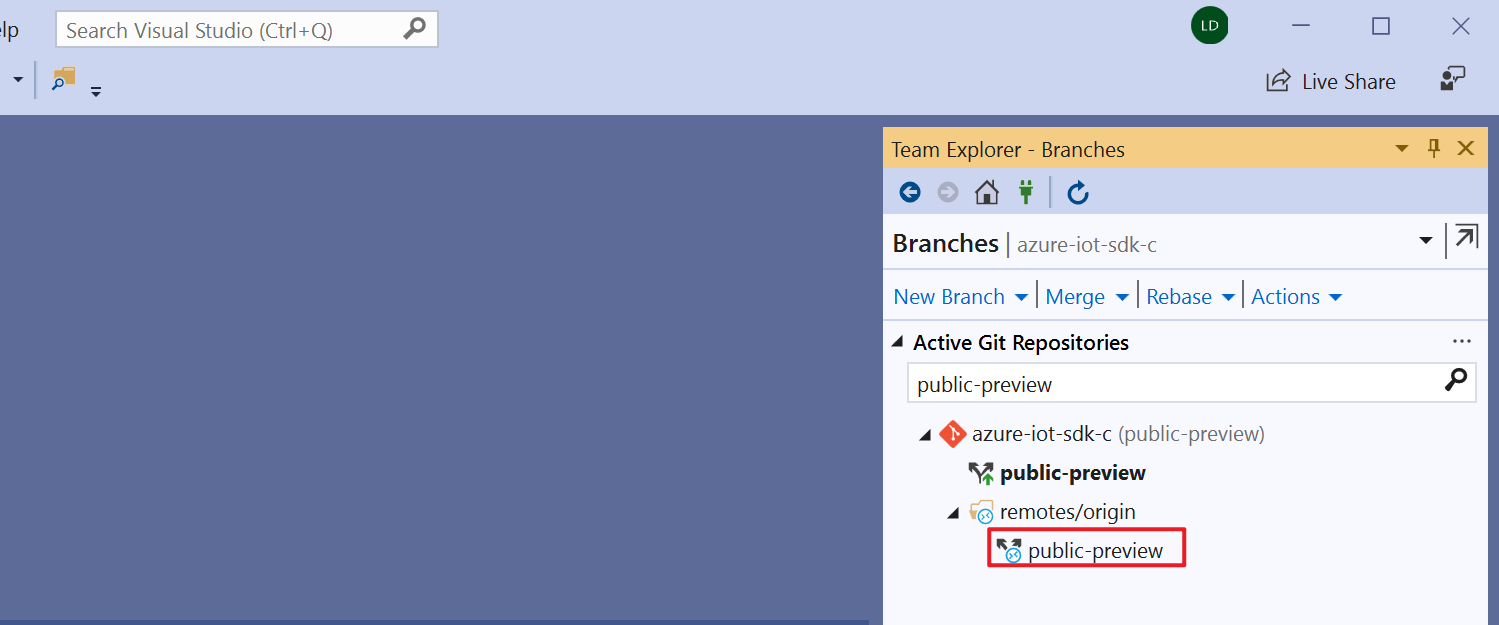 lp
Search Visual Studio (Ctrl+Q)
LD
Live Share
Team Explorer - Branches
Branches | azure-iot-sdk-c
New Branch | Merge | Rebase | Actions
Active Git Repositories ...
public-preview
azure-iot-sdk-c (public-preview)
public-preview
remotes/origin
public-preview